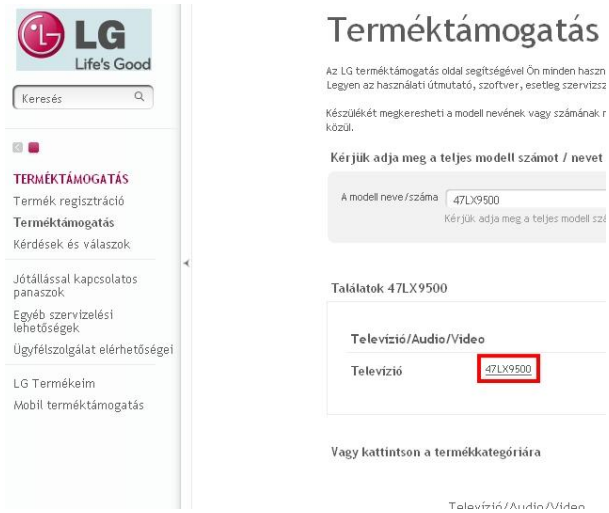 LG
Life's Good
Keresés
TERMÉKTÁMOGATÁS
Termék regisztráció
Terméktámogatás
Kérdések és válaszok
Jótállással kapcsolatos
panaszok
Egyéb szervizelési
lehetőségek
Ügyfélszolgálat elérhetőségei
LG Termékeim
Mobil terméktámogatás
Terméktámogatás
Az LG terméktámogatás oldal segítségével Ön minden haszn
Legyen az használati útmutató, szoftver, esetleg szervizsz
Készülékét megkeresheti a modell nevének vagy számának
közül.
Kérjük adja meg a teljes modell számot / nevet
A modell neve/száma 47LX9500
Kérjük adja meg a teljes modell szá
Találatok 47LX9500
Televízió/Audio/Video
Televízió 47LX9500
Vagy kattintson a termékkategóriára
Televízió/Audio/Video